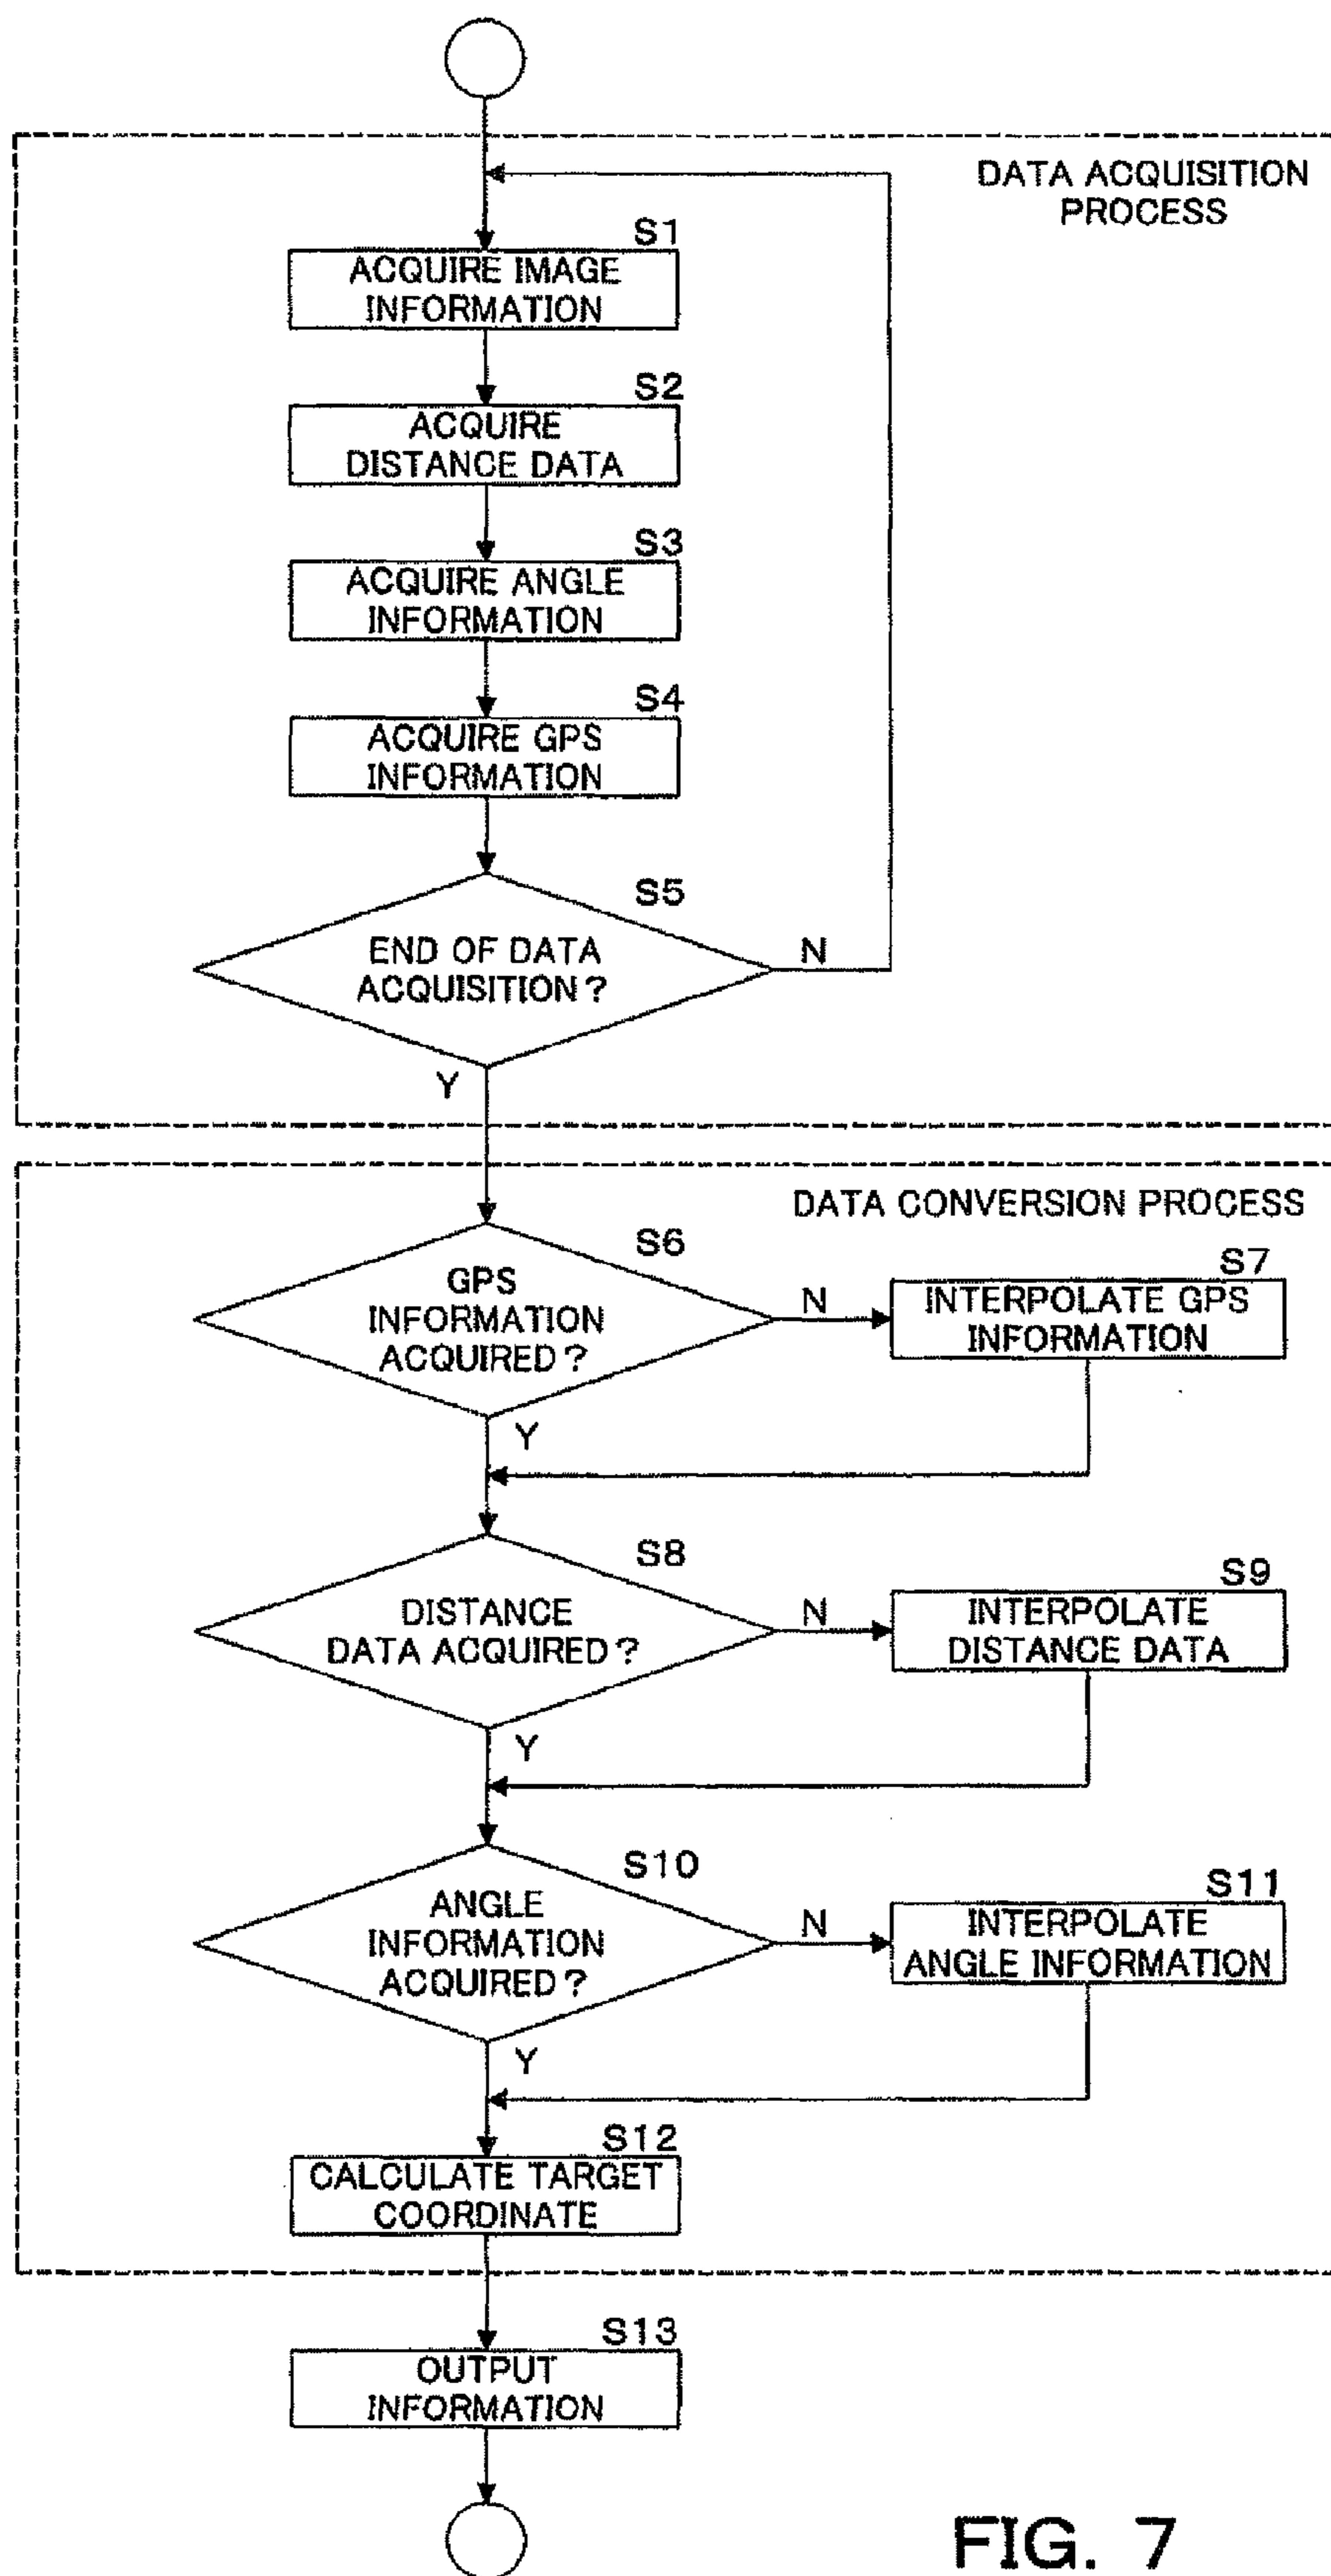 DATA ACQUISITION
PROCESS
S1
ACQUIRE IMAGE
INFORMATION
S2
ACQUIRE
DISTANCE DATA
S3
ACQUIRE ANGLE
INFORMATION
S4
ACQUIRE GPS
INFORMATION
S5
END OF DATA
ACQUISITION?
N
Y
DATA CONVERSION PROCESS
S6
GPS
INFORMATION
ACQUIRED?
N
S7
INTERPOLATE GPS
INFORMATION
Y
S8
DISTANCE
DATA ACQUIRED?
N
S9
INTERPOLATE
DISTANCE DATA
Y
S10
ANGLE
INFORMATION
ACQUIRED?
N
S11
INTERPOLATE
ANGLE INFORMATION
Y
S12
CALCULATE TARGET
COORDINATE
S13
OUTPUT
INFORMATION
FIG. 7